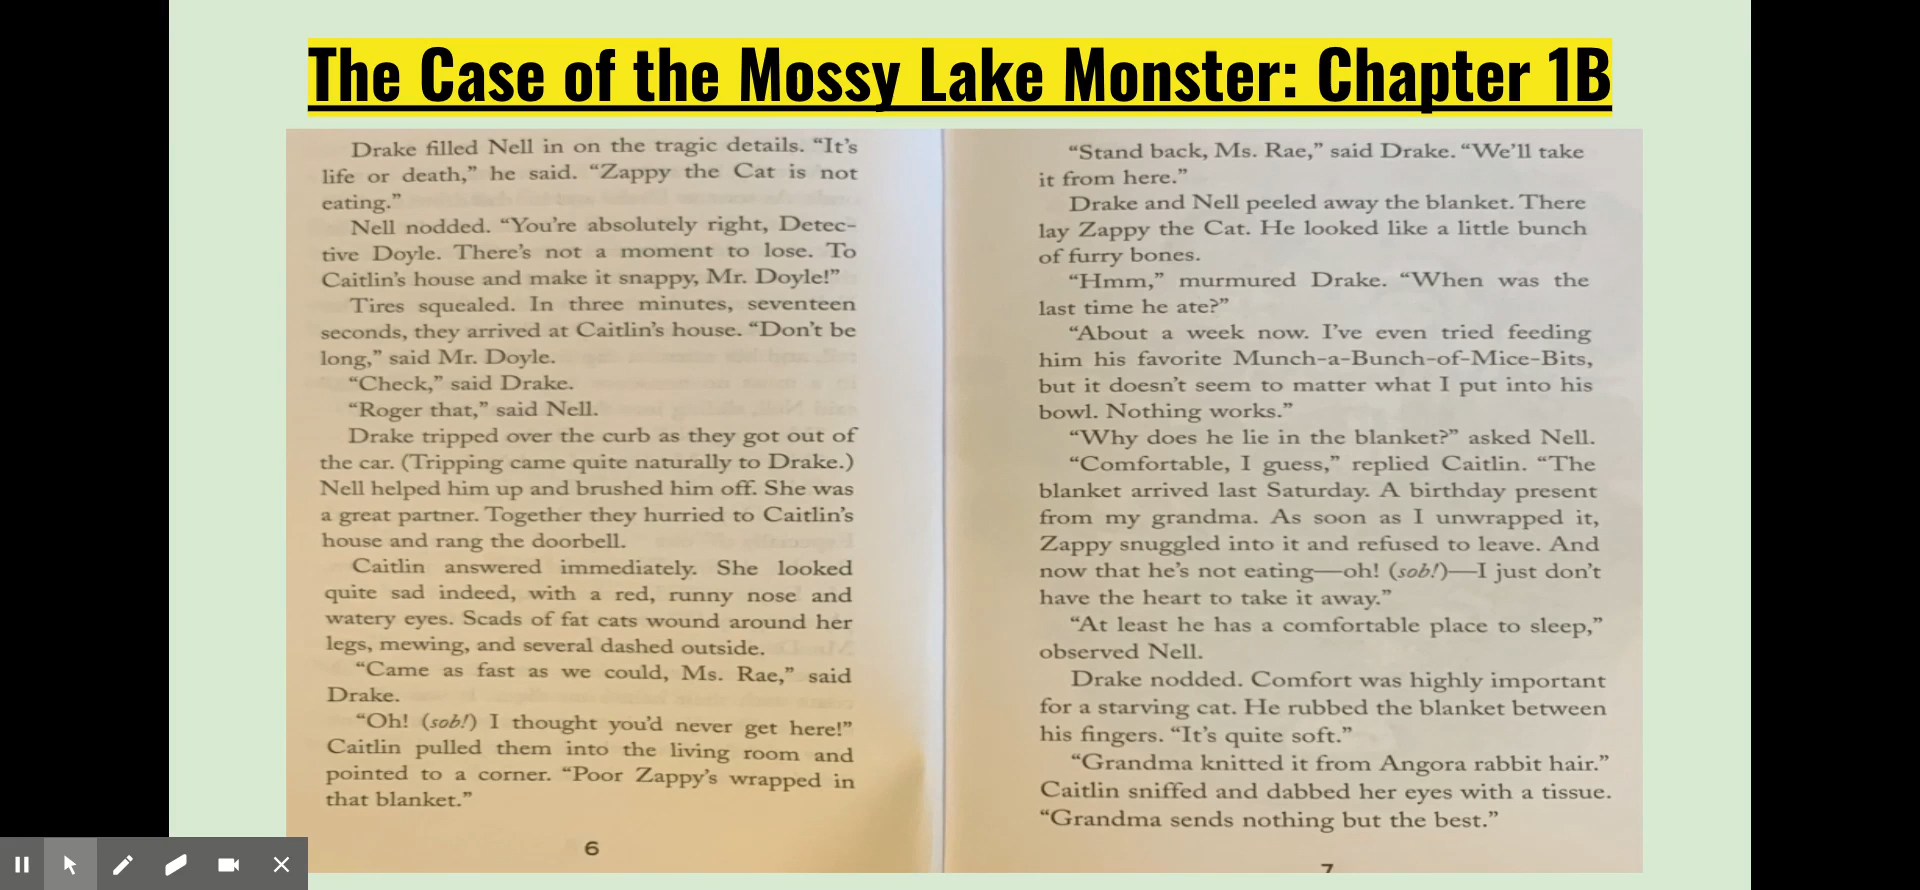 The Case of the Mossy Lake Monster: Chapter 1B
Drake filled Nell in on the tragic details. “It’s
life or death,” he said. “Zappy the Cat is not
eating.”
Nell nodded. “You’re absolutely right, Detec-
tive Doyle. There’s not a moment to lose. To
Caitlin’s house and make it snappy, Mr. Doyle!”
Tires squealed. In three minutes, seventeen
seconds, they arrived at Caitlin’s house. “Don’t be
long,” said Mr. Doyle.
“Check,” said Drake.
“Roger that,” said Nell.
Drake tripped over the curb as they got out of
the car. (Tripping came quite naturally to Drake.)
Nell helped him up and brushed him off. She was
a great partner. Together they hurried to Caitlin’s
house and rang the doorbell.
Caitlin answered immediately. She looked
quite sad indeed, with a red, runny nose and
watery eyes. Scads of fat cats wound around her
legs, mewing, and several dashed outside.
“Came as fast as we could, Ms. Rae,” said
Drake.
“Oh! (sob!) I thought you’d never get here!”
Caitlin pulled them into the living room and
pointed to a corner. “Poor Zappy’s wrapped in
that blanket.”
6
“Stand back, Ms. Rae,” said Drake. “We’ll take
it from here.”
Drake and Nell peeled away the blanket. There
lay Zappy the Cat. He looked like a little bunch
of furry bones.
“Hmm,” murmured Drake. “When was the
last time he ate?”
“About a week now. I’ve even tried feeding
him his favorite Munch-a-Bunch-of-Mice-Bits,
but it doesn’t seem to matter what I put into his
bowl. Nothing works.”
“Why does he lie in the blanket?” asked Nell.
“Comfortable, I guess,” replied Caitlin. “The
blanket arrived last Saturday. A birthday present
from my grandma. As soon as I unwrapped it,
Zappy snuggled into it and refused to leave. And
now that he’s not eating—oh! (sob!)—I just don’t
have the heart to take it away.”
“At least he has a comfortable place to sleep,”
observed Nell.
Drake nodded. Comfort was highly important
for a starving cat. He rubbed the blanket between
his fingers. “It’s quite soft.”
“Grandma knitted it from Angora rabbit hair.”
Caitlin sniffed and dabbed her eyes with a tissue.
“Grandma sends nothing but the best.”
7